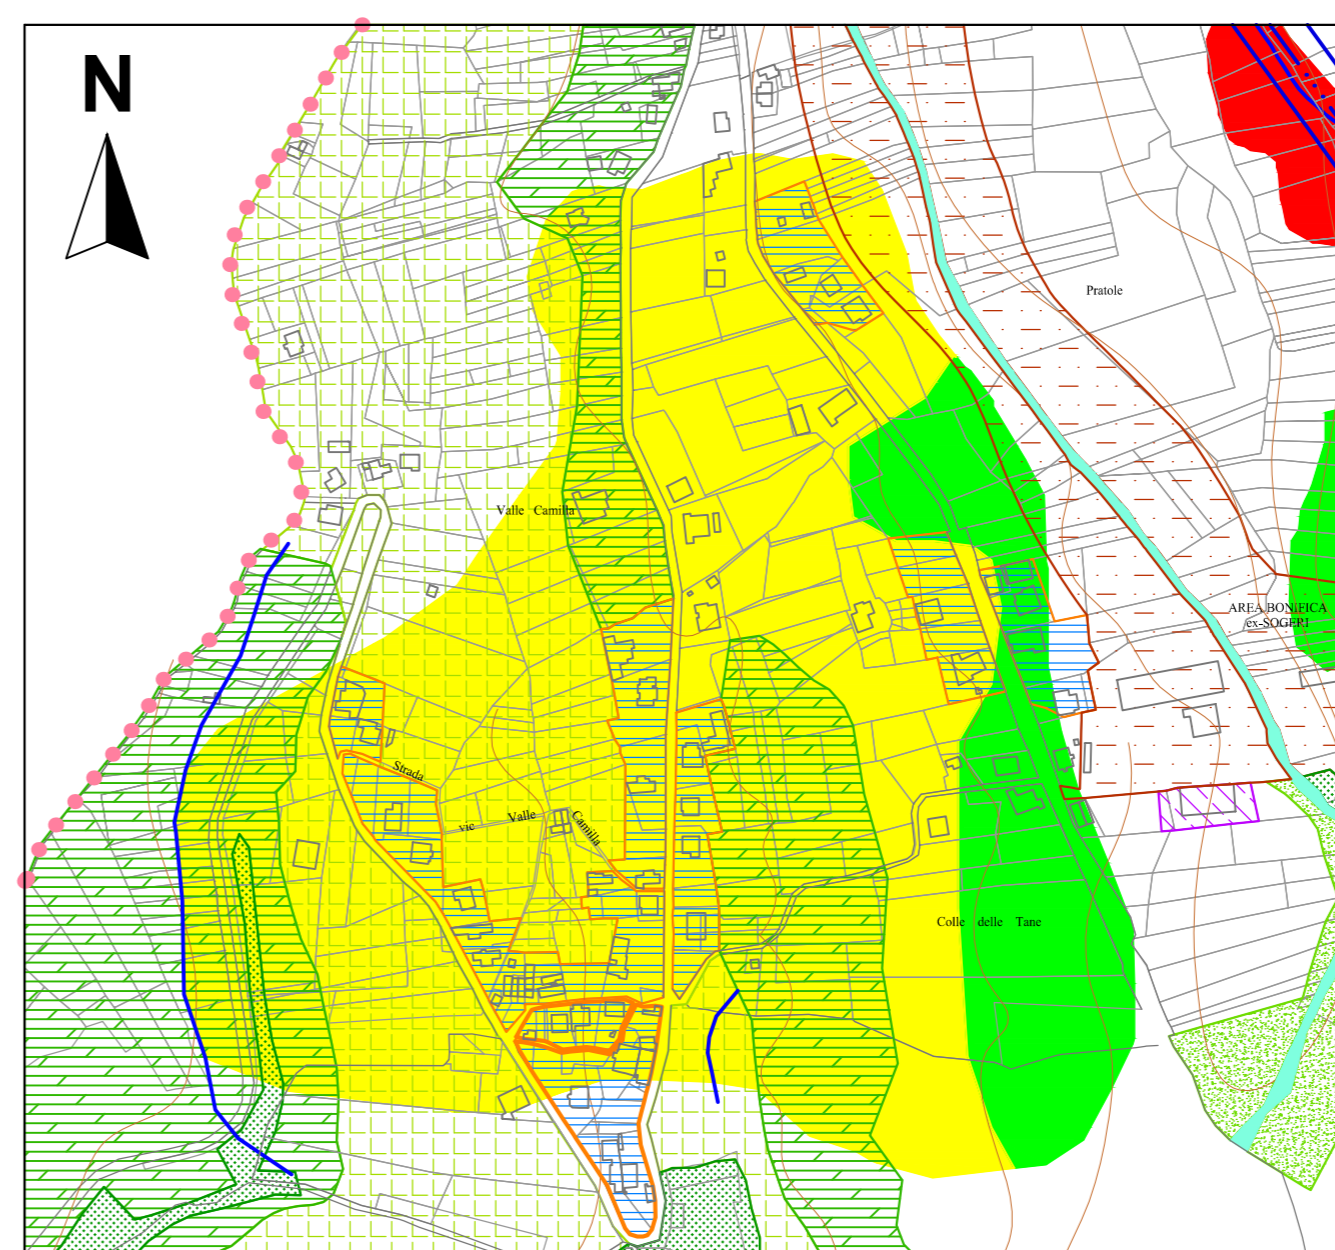 N
Pratole
Valle Camilla
AREA BONIFICA
ex-SOGERI
Strada
vic Valle Camilla
Colle delle Tane